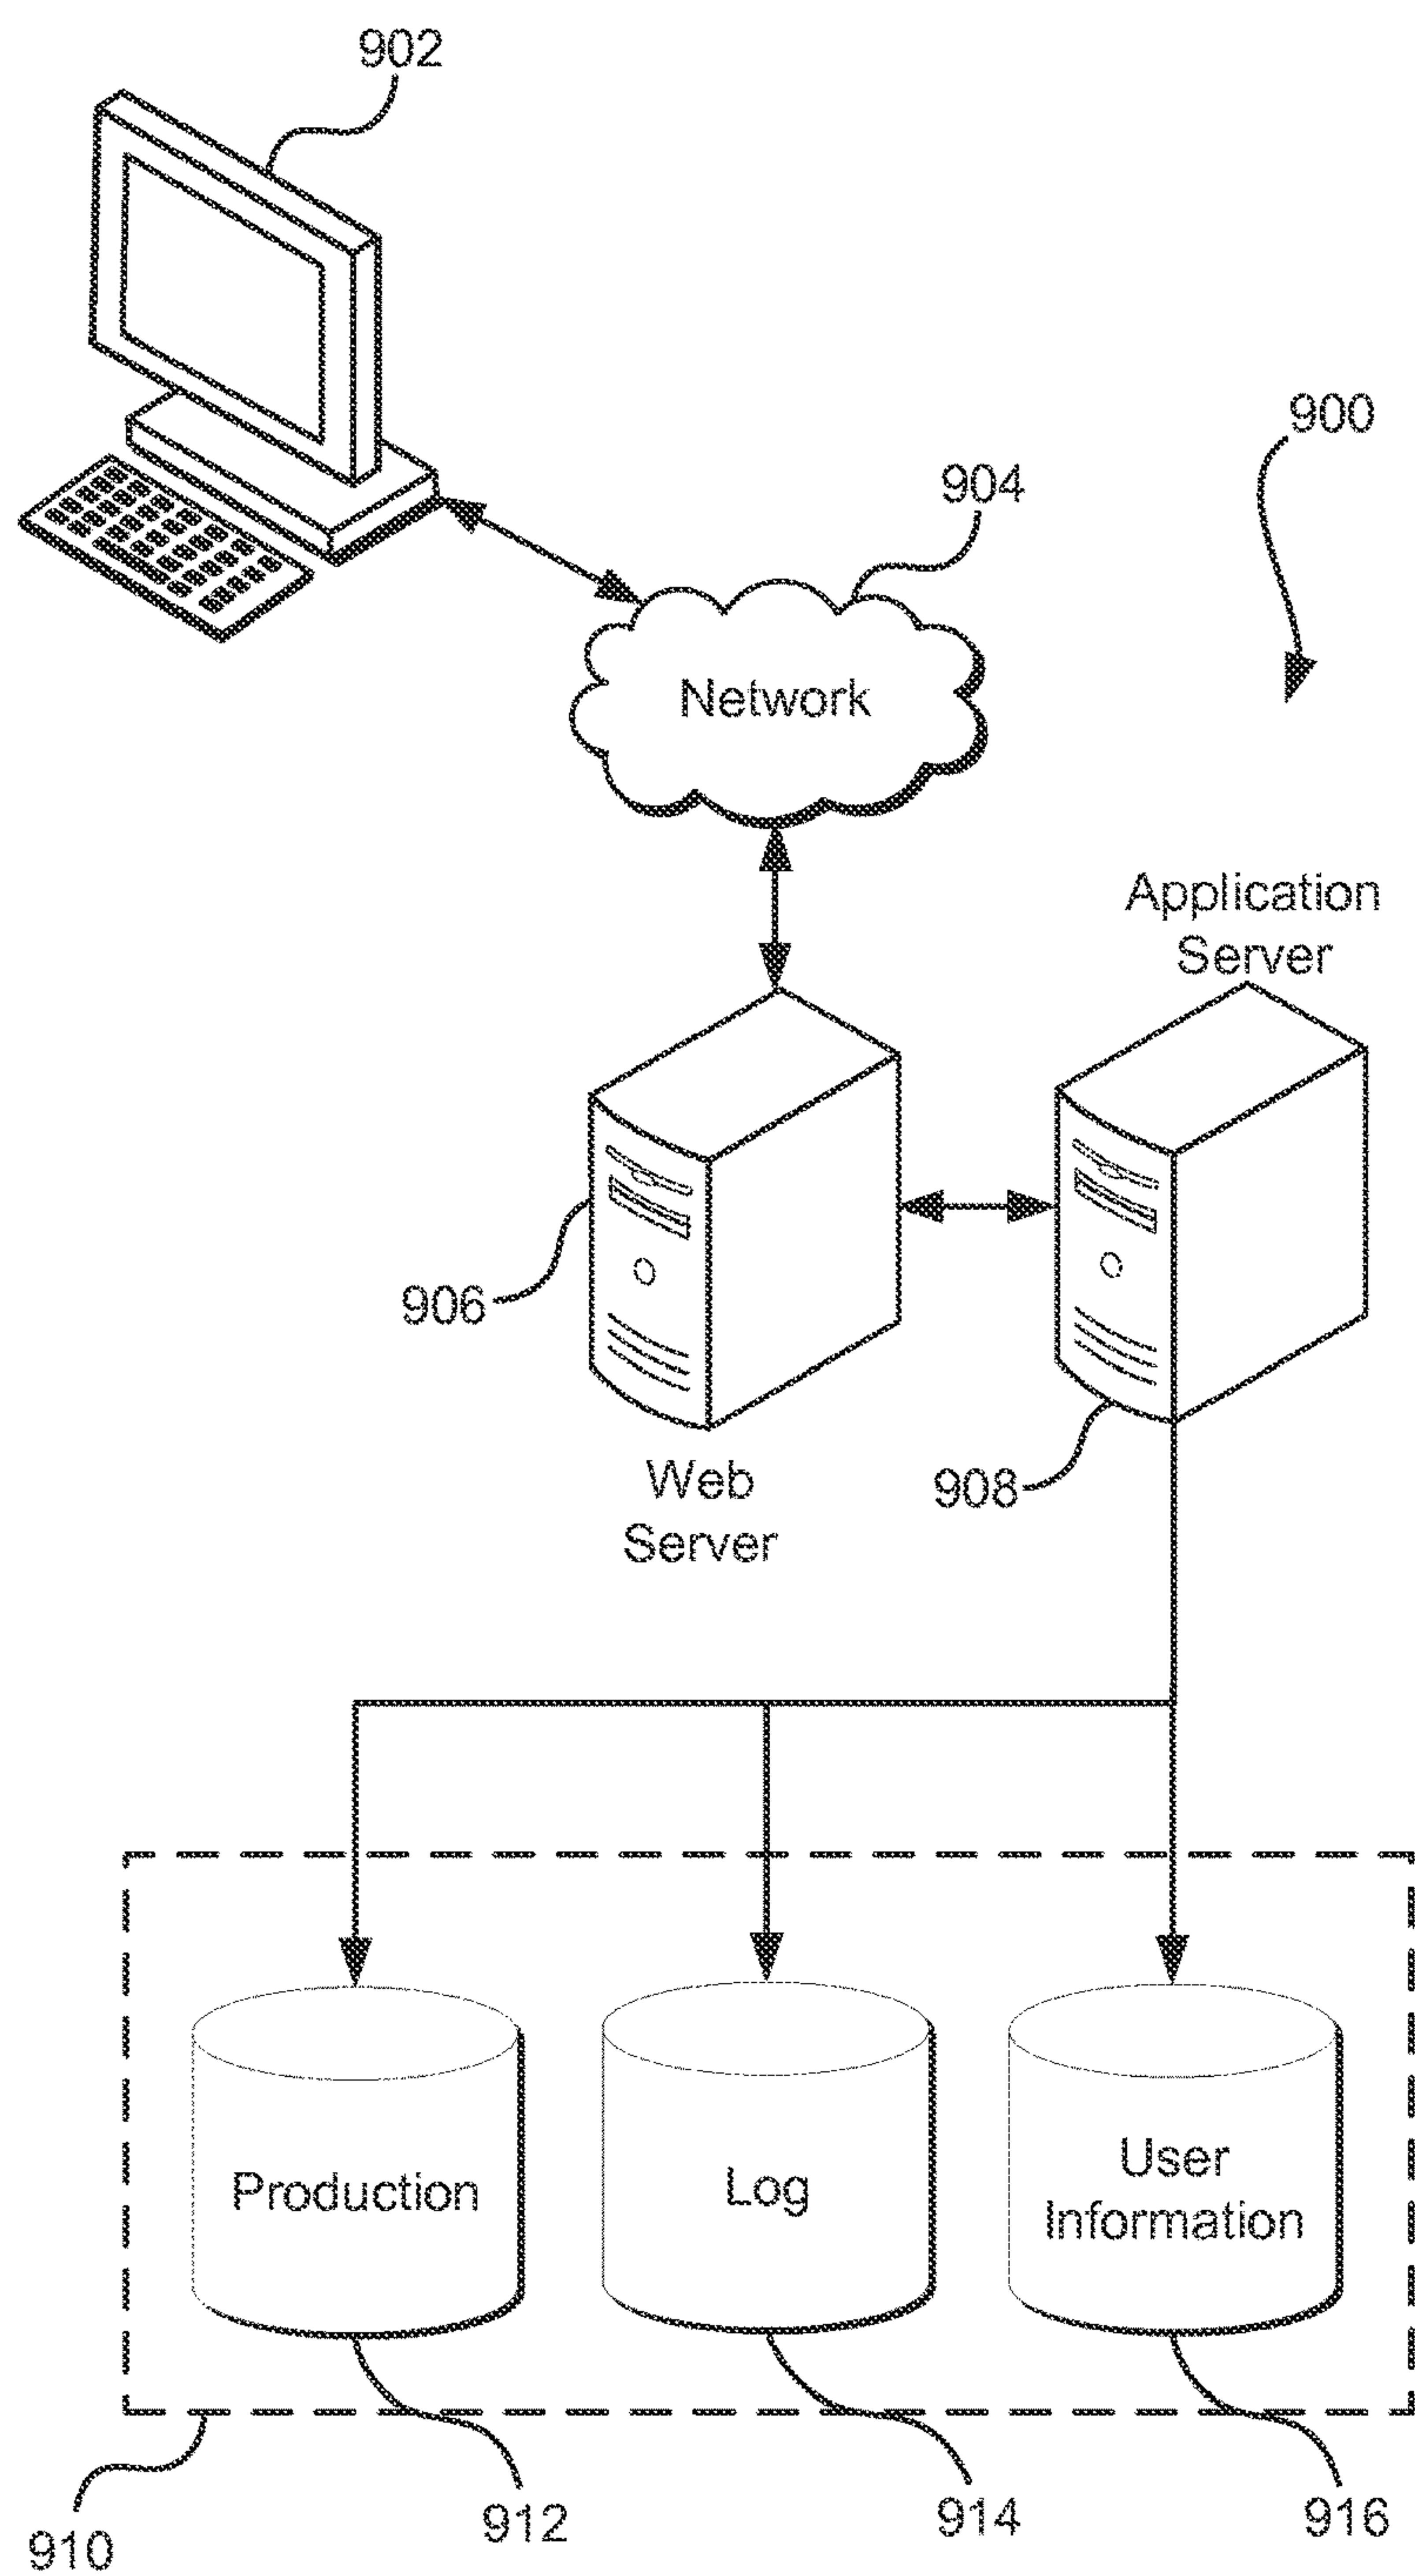 902
900
904
Network
Application
Server
906
908
Web
Server
Production
Log
User
Information
910
912
914
916